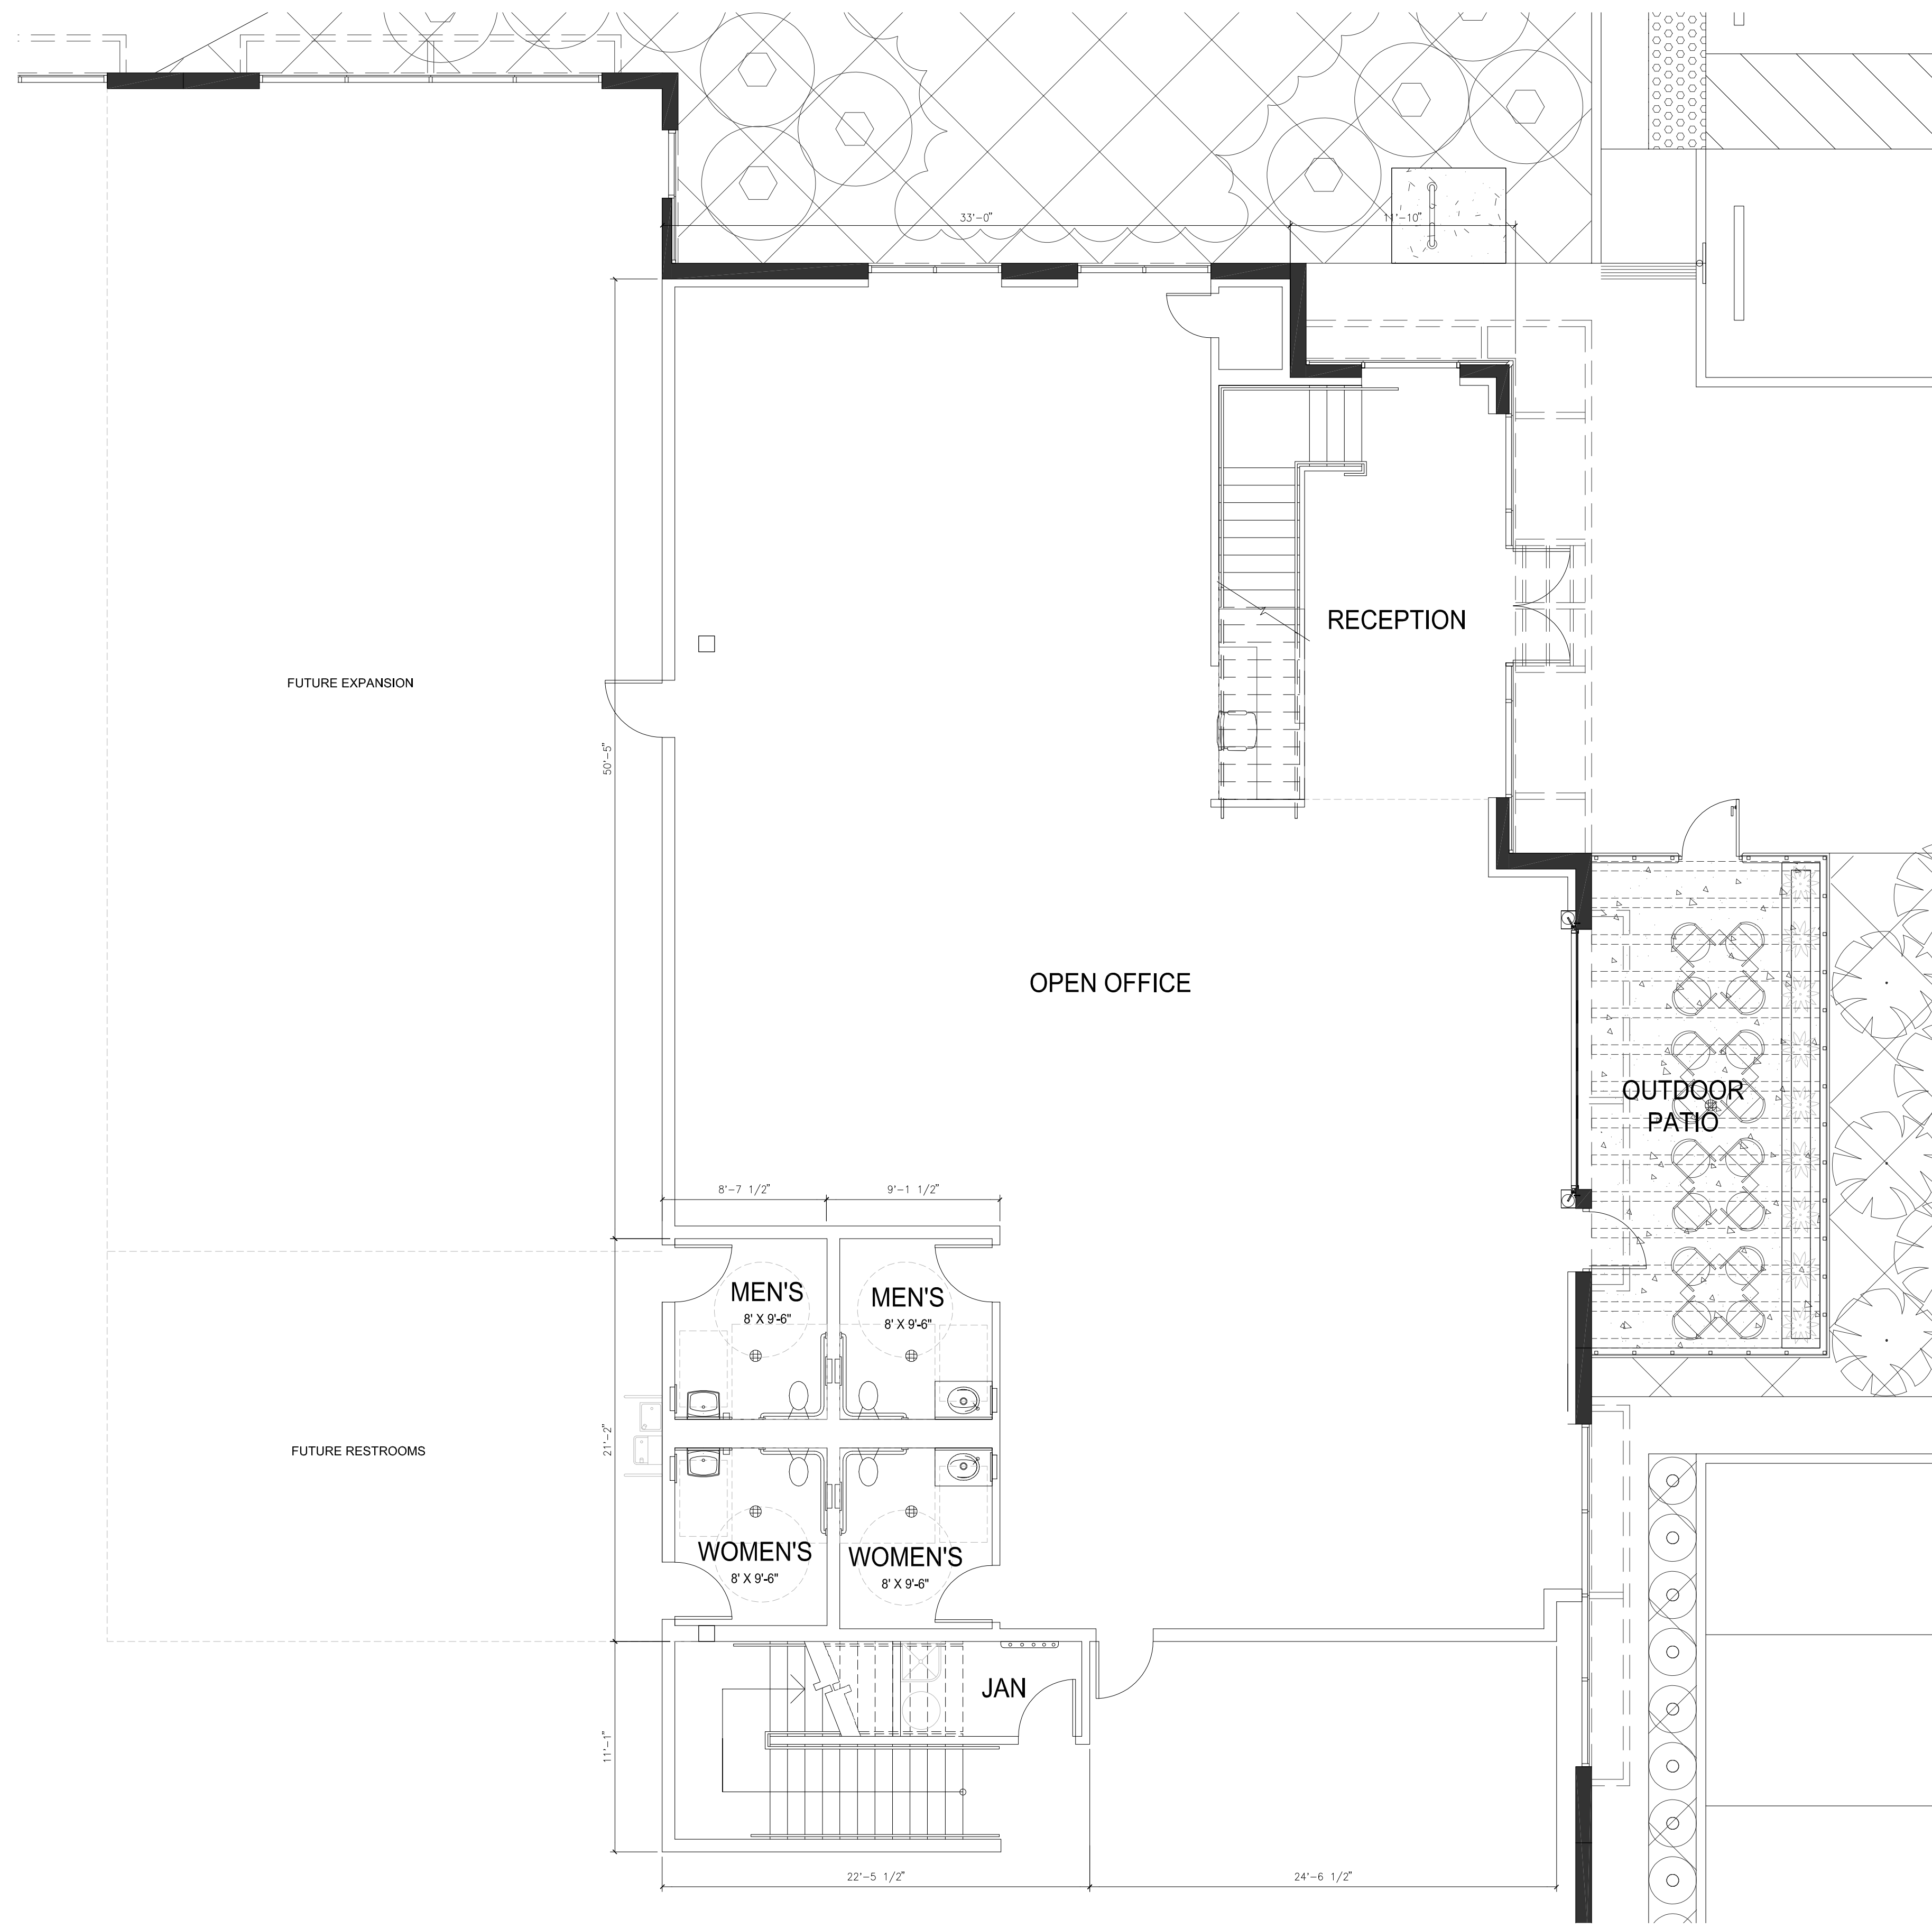 33'-0"
11'-10"
RECEPTION
FUTURE EXPANSION
50'-5"
OPEN OFFICE
OUTDOOR
PATIO
8'-7 1/2"
9'-1 1/2"
MEN'S
8' X 9'-6"
MEN'S
8' X 9'-6"
21'-2"
FUTURE RESTROOMS
WOMEN'S
8' X 9'-6"
WOMEN'S
8' X 9'-6"
JAN
11'-1"
22'-5 1/2"
24'-6 1/2"